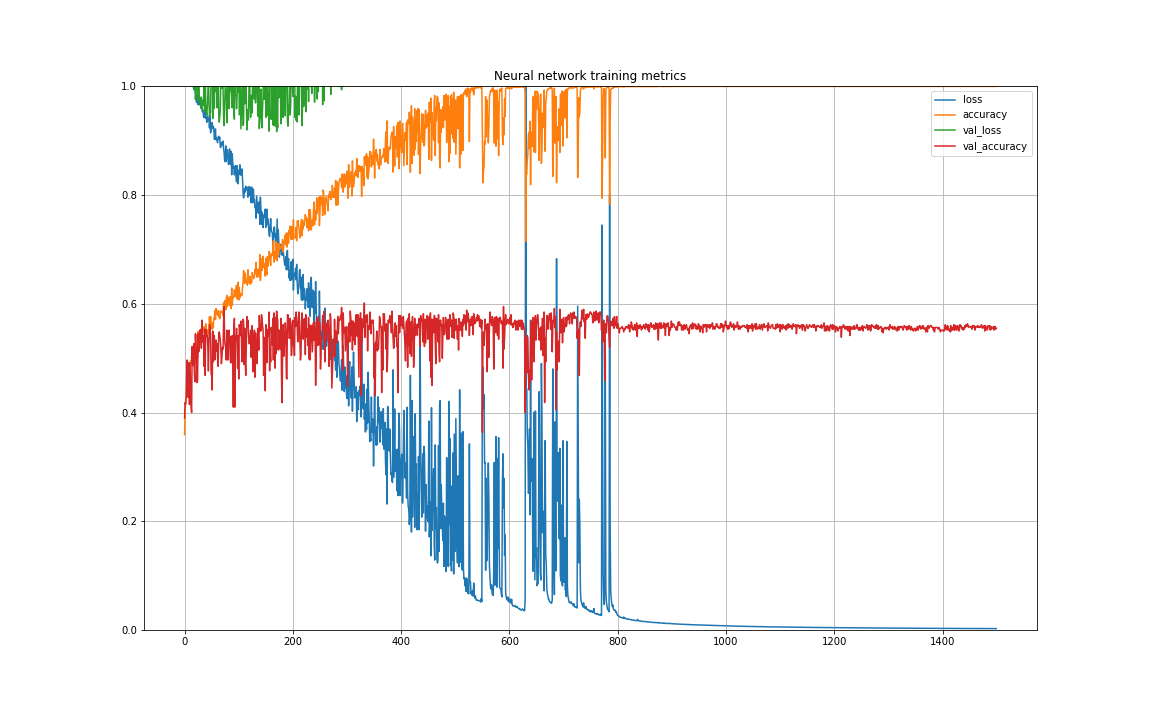 Neural network training metrics
1.0
0.8
0.6
0.4
0.2
0.0
0 200 400 600 800 1000 1200 1400
loss
accuracy
val_loss
val_accuracy